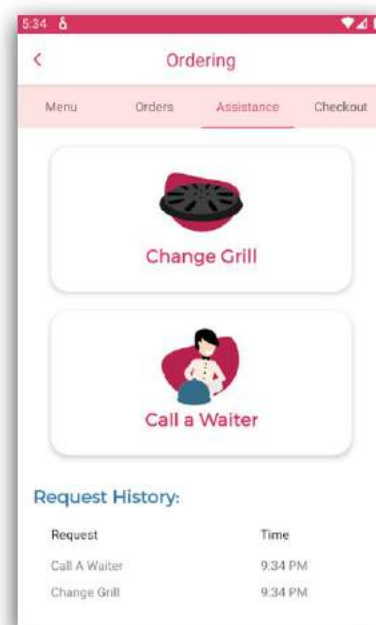 5:34
Ordering
Menu Orders Assistance Checkout
Change Grill
Call a Waiter
Request History:
Request Time
Call A Waiter 9:34 PM
Change Grill 9:34 PM